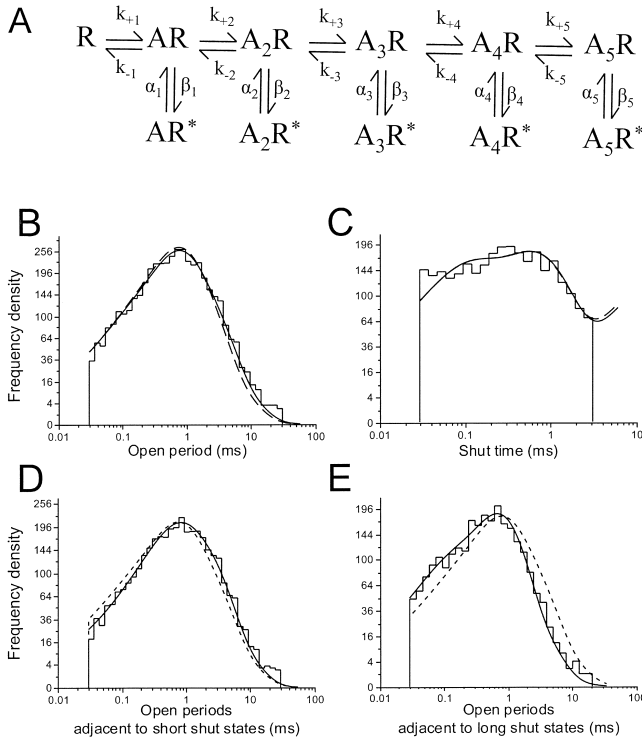 A
k+1 k+2 k+3 k+4 k+5
R AR A2R A3R A4R A5R
k-1 k-2 k-3 k-4 k-5
α1 β1 α2 β2 α3 β3 α4 β4 α5 β5
AR* A2R* A3R* A4R* A5R*
B
Frequency density
256
196
144
100
64
36
16
4
0
0.01 0.1 1 10 100
Open period (ms)
C
196
144
100
64
36
16
4
0
0.01 0.1 1 10
Shut time (ms)
D
Frequency density
256
196
144
100
64
36
16
4
0
0.01 0.1 1 10 100
Open periods
adjacent to short shut states (ms)
E
196
144
100
64
36
16
4
0
0.01 0.1 1 10 100
Open periods
adjacent to long shut states (ms)